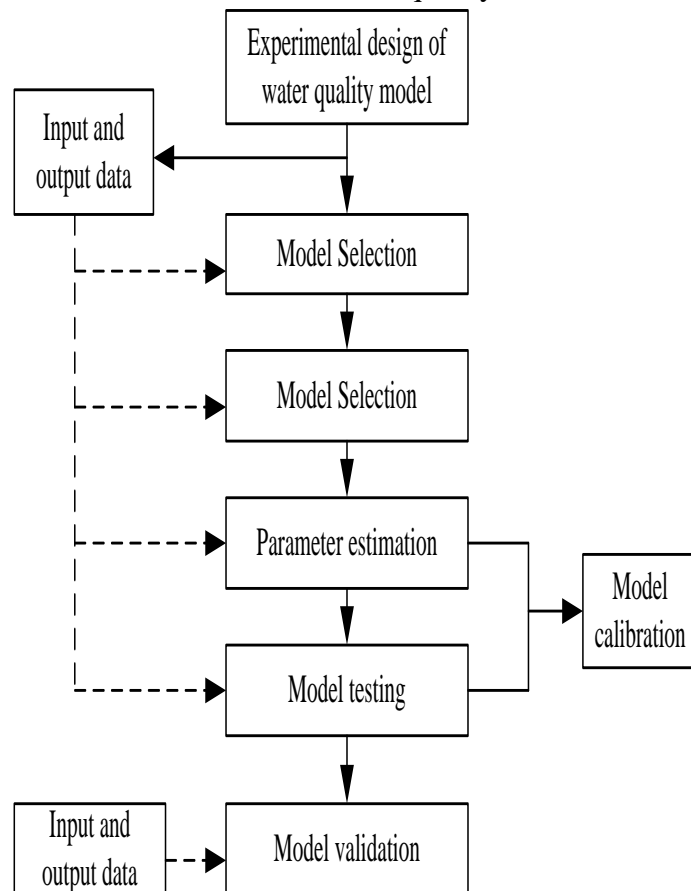 Experimental design of
water quality model
Input and
output data
Model Selection
Model Selection
Parameter estimation
Model
calibration
Model testing
Input and
output data
Model validation